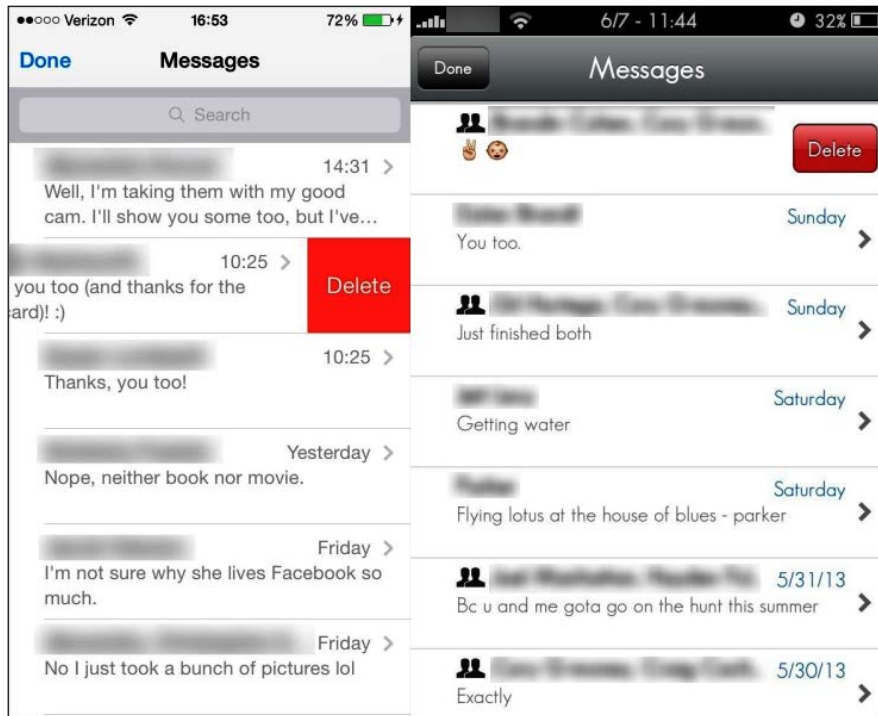 Verizon 16:53 72%
Done Messages
Search
14:31
Well, I'm taking them with my good
cam. I'll show you some too, but I've...
10:25
you too (and thanks for the
ard)! :)
Delete
10:25
Thanks, you too!
Yesterday
Nope, neither book nor movie.
Friday
I'm not sure why she lives Facebook so
much.
Friday
No I just took a bunch of pictures lol
6/7 - 11:44 32%
Done Messages
Delete
Sunday
You too.
Sunday
Just finished both
Saturday
Getting water
Saturday
Flying lotus at the house of blues - parker
5/31/13
Bc u and me gota go on the hunt this summer
5/30/13
Exactly